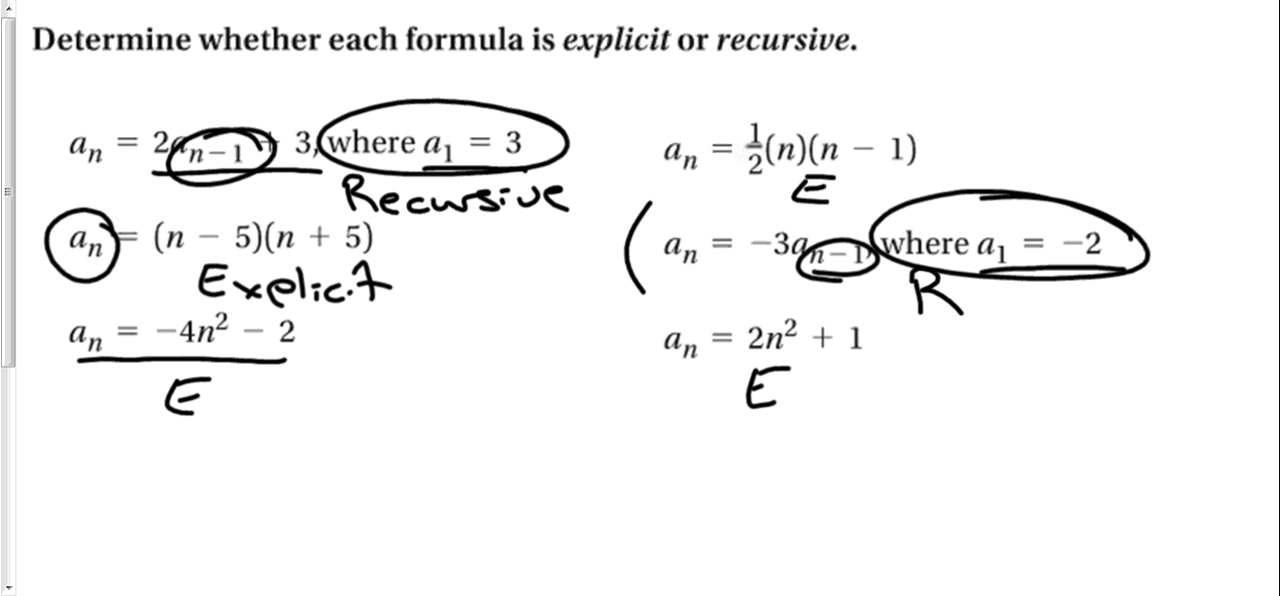 Determine whether each formula is explicit or recursive.
aₙ = 2aₙ₋₁ + 3, where a₁ = 3
Recursive
aₙ = (n − 5)(n + 5)
Explicit
aₙ = −4n² − 2
E
aₙ = ½(n)(n − 1)
E
( aₙ = −3aₙ₋₁, where a₁ = −2
R
aₙ = 2n² + 1
E